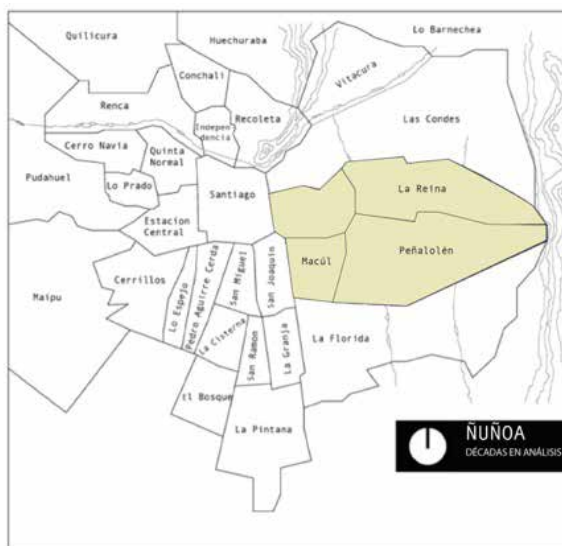 Quilicura
Huechuraba
Lo Barnechea
Conchalí
Vitacura
Renca
Recoleta
Las Condes
Indepen
dencia
Cerro Navia
Quinta
Normal
Pudahuel
Lo Prado
Santiago
La Reina
Estacion
Central
Peñalolén
Macúl
Cerrillos
Lo Espejo
Pedro Aguirre Cerda
San Miguel
San Joaquin
Maipu
La Cisterna
San Ramon
La Granja
La Florida
El Bosque
La Pintana
ÑUÑOA
DÉCADAS EN ANÁLISIS